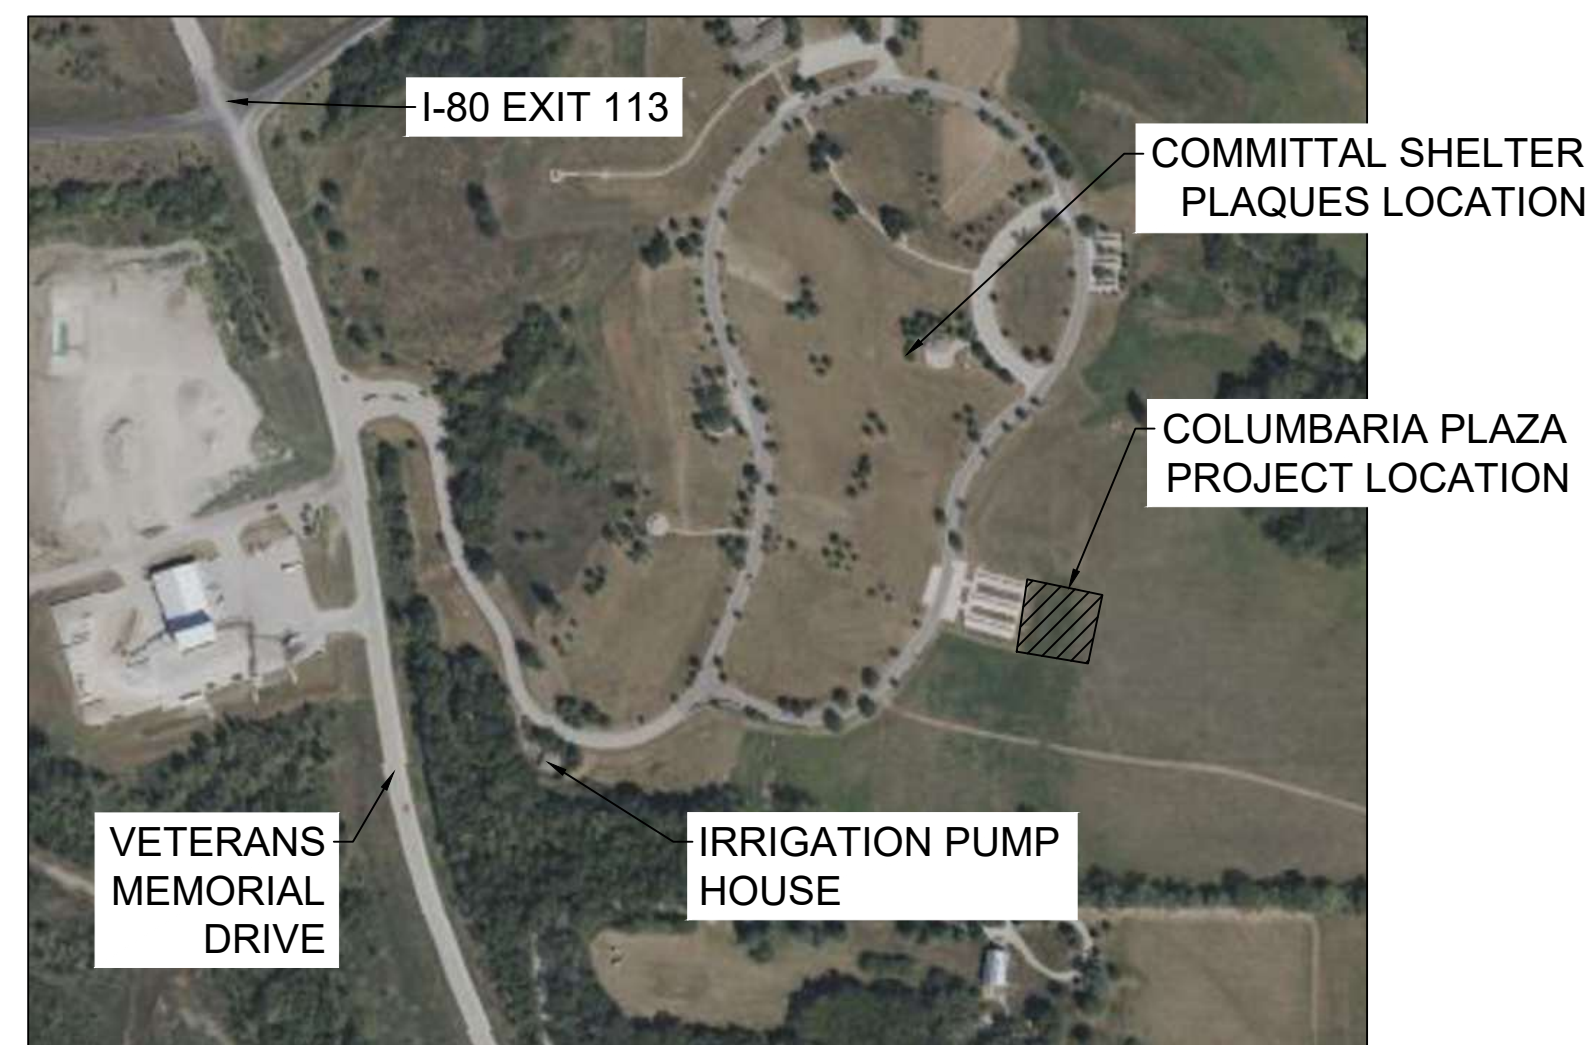 I-80 EXIT 113
COMMITTAL SHELTER
PLAQUES LOCATION
COLUMBARIA PLAZA
PROJECT LOCATION
VETERANS
MEMORIAL
DRIVE
IRRIGATION PUMP
HOUSE